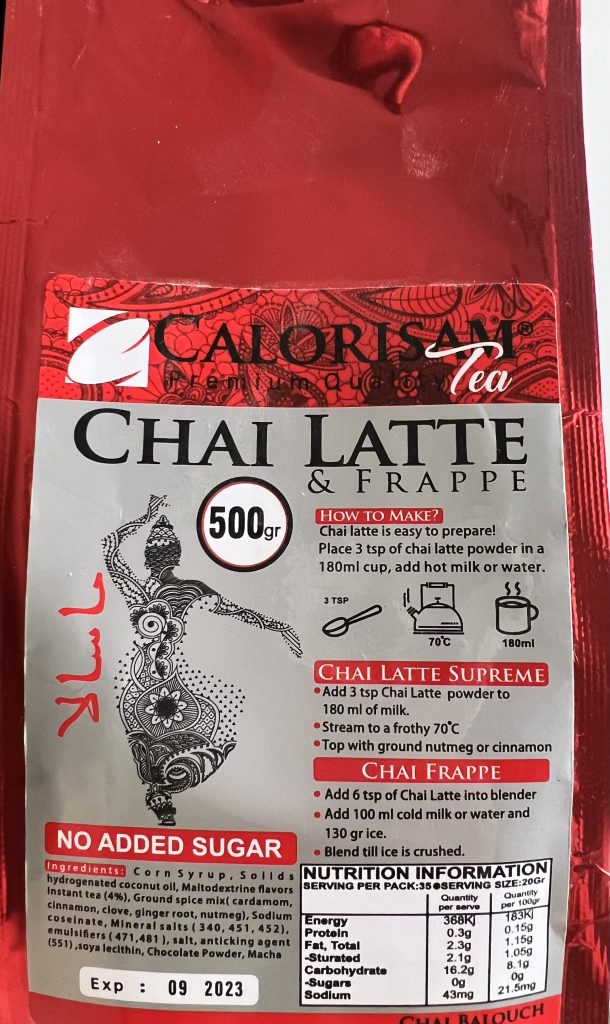 CALORISAM®
Premium Quality Tea
CHAI LATTE
& FRAPPE
500gr
ماسالا
HOW TO MAKE?
Chai latte is easy to prepare!
Place 3 tsp of chai latte powder in a
180ml cup, add hot milk or water.
3 TSP
70°C
180ml
CHAI LATTE SUPREME
•Add 3 tsp Chai Latte powder to
180 ml of milk.
•Stream to a frothy 70°C
•Top with ground nutmeg or cinnamon
CHAI FRAPPE
• Add 6 tsp of Chai Latte into blender
• Add 100 ml cold milk or water and
130 gr ice.
• Blend till ice is crushed.
NO ADDED SUGAR
Ingredients: Corn Syrup, Solids
hydrogenated coconut oil, Maltodextrine flavors
Instant tea (4%), Ground spice mix( cardamom,
cinnamon, clove, ginger root, nutmeg), Sodium
coseinate, Mineral salts ( 340, 451, 452),
emulsifiers ( 471,481 ), salt, anticking agent
(551) ,soya lecithin, Chocolate Powder, Macha
Exp : 09 2023
NUTRITION INFORMATION
SERVING PER PACK:35●SERVING SIZE:20Gr
Quantity per serve Quantity per 100gr
Energy 368Kj 183Kj
Protein 0.3g 0.15g
Fat, Total 2.3g 1.15g
-Sturated 2.1g 1.05g
Carbohydrate 16.2g 8.1g
-Sugars 0g 0g
Sodium 43mg 21.5mg
CHAI BALOUCH